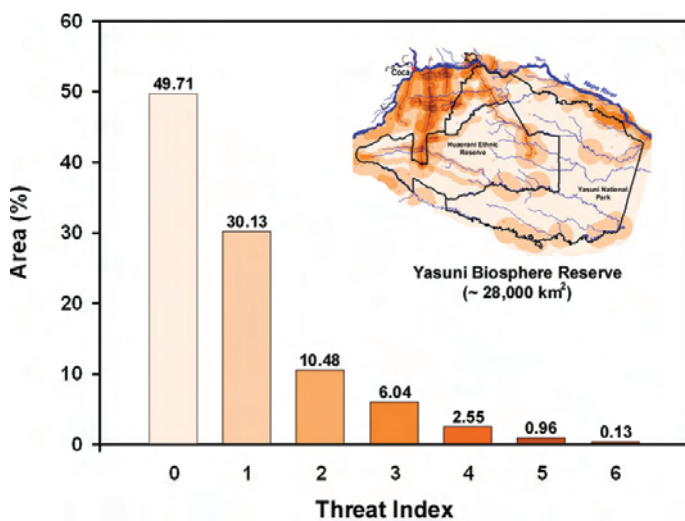 60
50
40
30
20
10
0
Area (%)
49.71
30.13
10.48
6.04
2.55
0.96
0.13
0 1 2 3 4 5 6
Threat Index
Coca
Napo River
Huaorani Ethnic
Reserve
Yasuni National
Park
Yasuni Biosphere Reserve
(~ 28,000 km²)